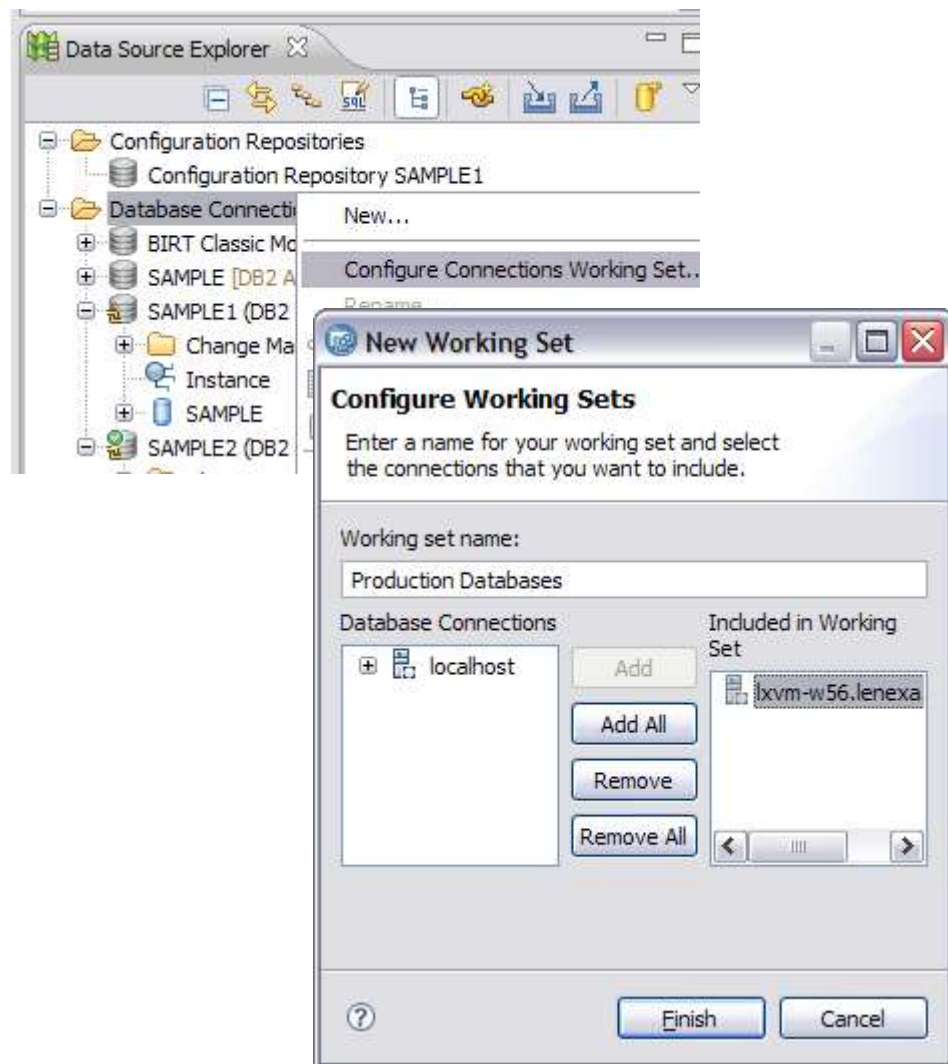 Data Source Explorer
SQL
Configuration Repositories
Configuration Repository SAMPLE1
Database Connecti
New...
BIRT Classic Mo
Configure Connections Working Set..
SAMPLE [DB2 A
Rename
SAMPLE1 (DB2
Change Ma
Instance
SAMPLE
SAMPLE2 (DB2
New Working Set
Configure Working Sets
Enter a name for your working set and select
the connections that you want to include.
Working set name:
Production Databases
Database Connections
Included in Working
Set
localhost
lxvm-w56.lenexa
Add
Add All
Remove
Remove All
Finish
Cancel